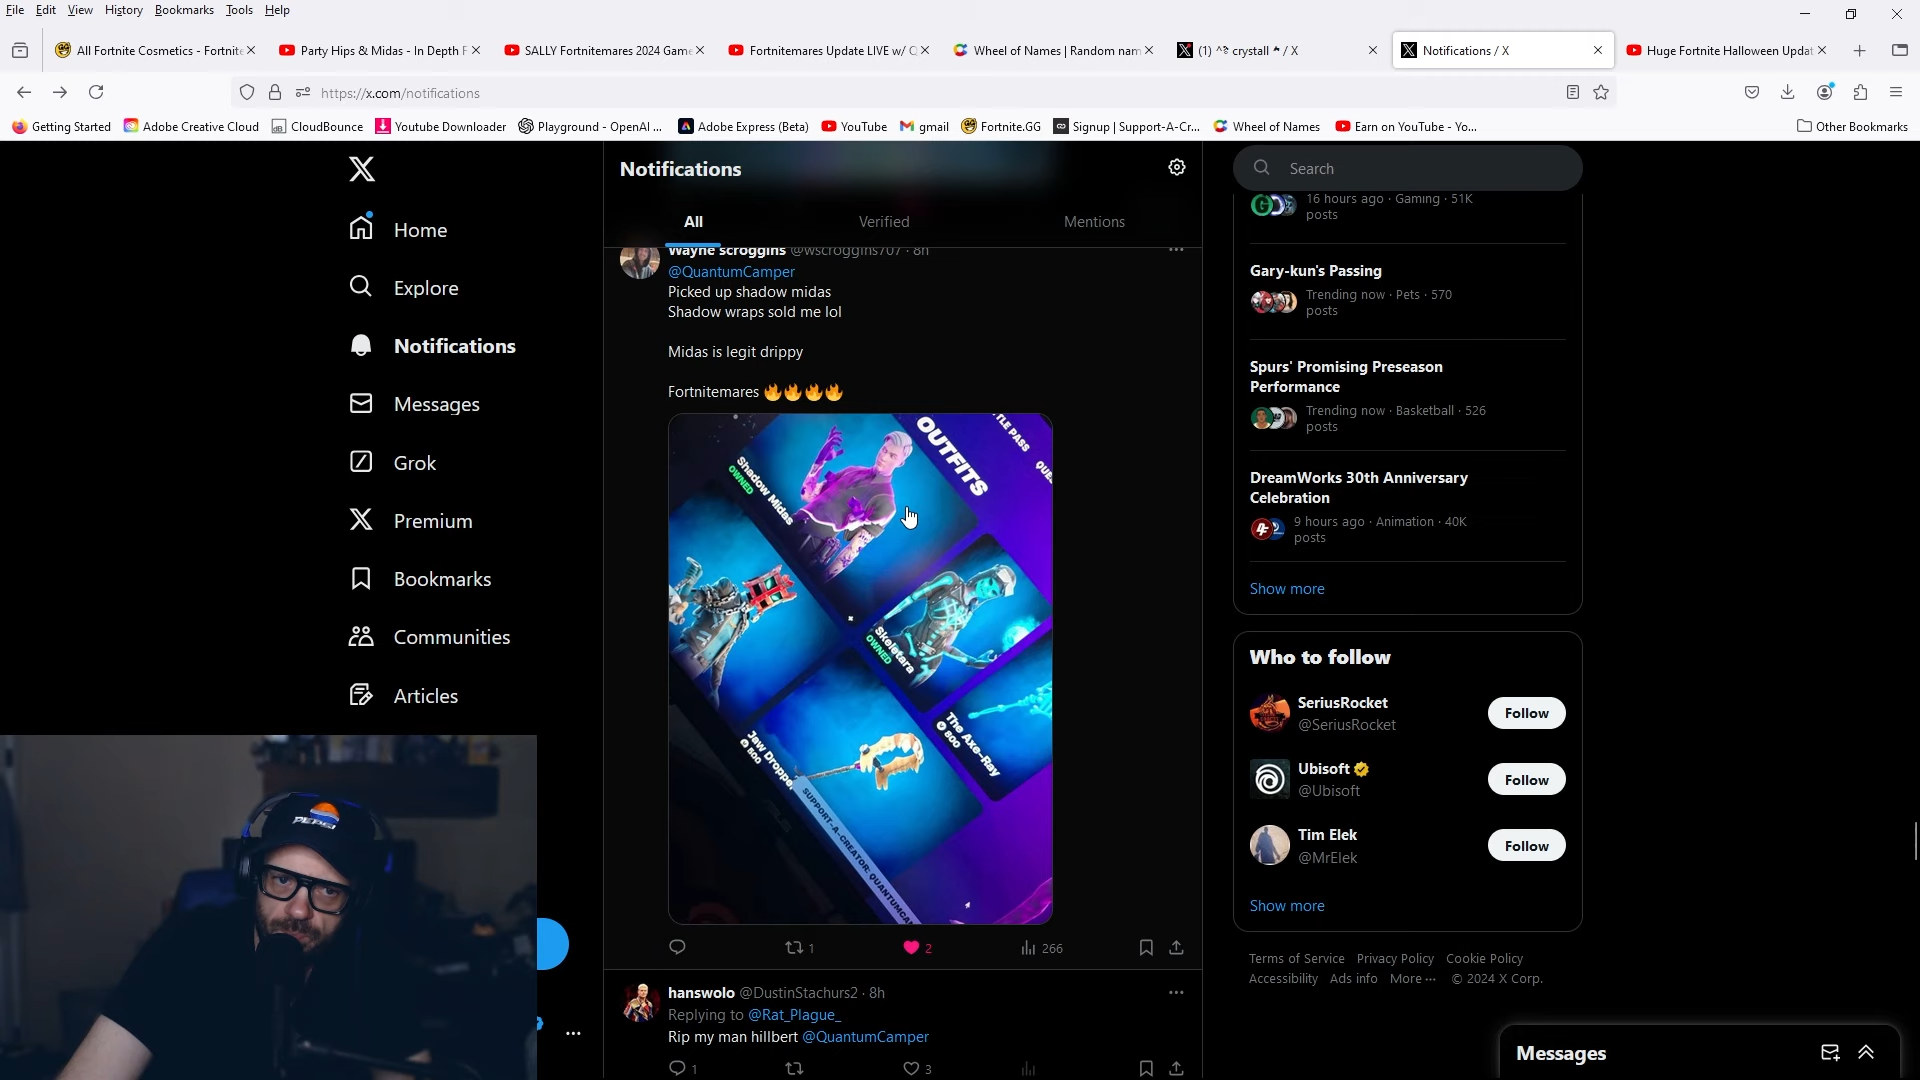 File Edit View History Bookmarks Tools Help
All Fortnite Cosmetics - Fortnite
Party Hips & Midas - In Depth F
SALLY Fortnitemares 2024 Game
Fortnitemares Update LIVE w/
Wheel of Names | Random nam
(1) ^? crystall / X
Notifications / X
Huge Fortnite Halloween Updat
https://x.com/notifications
Getting Started
Adobe Creative Cloud
CloudBounce
Youtube Downloader
Playground - OpenAI ...
Adobe Express (Beta)
YouTube
gmail
Fortnite.GG
Signup | Support-A-Cr...
Wheel of Names
Earn on YouTube - Yo...
Other Bookmarks
Home
Explore
Notifications
Messages
Grok
Premium
Bookmarks
Communities
Articles
PEPSI
Notifications
All Verified Mentions
Wayne scroggins @wscroggins707 · 8h
@QuantumCamper
Picked up shadow midas
Shadow wraps sold me lol
Midas is legit drippy
Fortnitemares 🔥🔥🔥🔥
TLE PASS
OUTFITS
Shadow Midas
OWNED
Skeletara
OWNED
The Axe-Ray
800
Jaw Droppe
500
SUPPORT-A-CREATOR: QUANTUMCA
1
2
266
hanswolo @DustinStachurs2 · 8h
Replying to @Rat_Plague_
Rip my man hillbert @QuantumCamper
1
3
Search
16 hours ago · Gaming · 51K
posts
Gary-kun's Passing
Trending now · Pets · 570
posts
Spurs' Promising Preseason
Performance
Trending now · Basketball · 526
posts
DreamWorks 30th Anniversary
Celebration
9 hours ago · Animation · 40K
posts
Show more
Who to follow
SeriusRocket
@SeriusRocket
Follow
Ubisoft
@Ubisoft
Follow
Tim Elek
@MrElek
Follow
Show more
Terms of Service Privacy Policy Cookie Policy
Accessibility Ads info More ··· © 2024 X Corp.
Messages